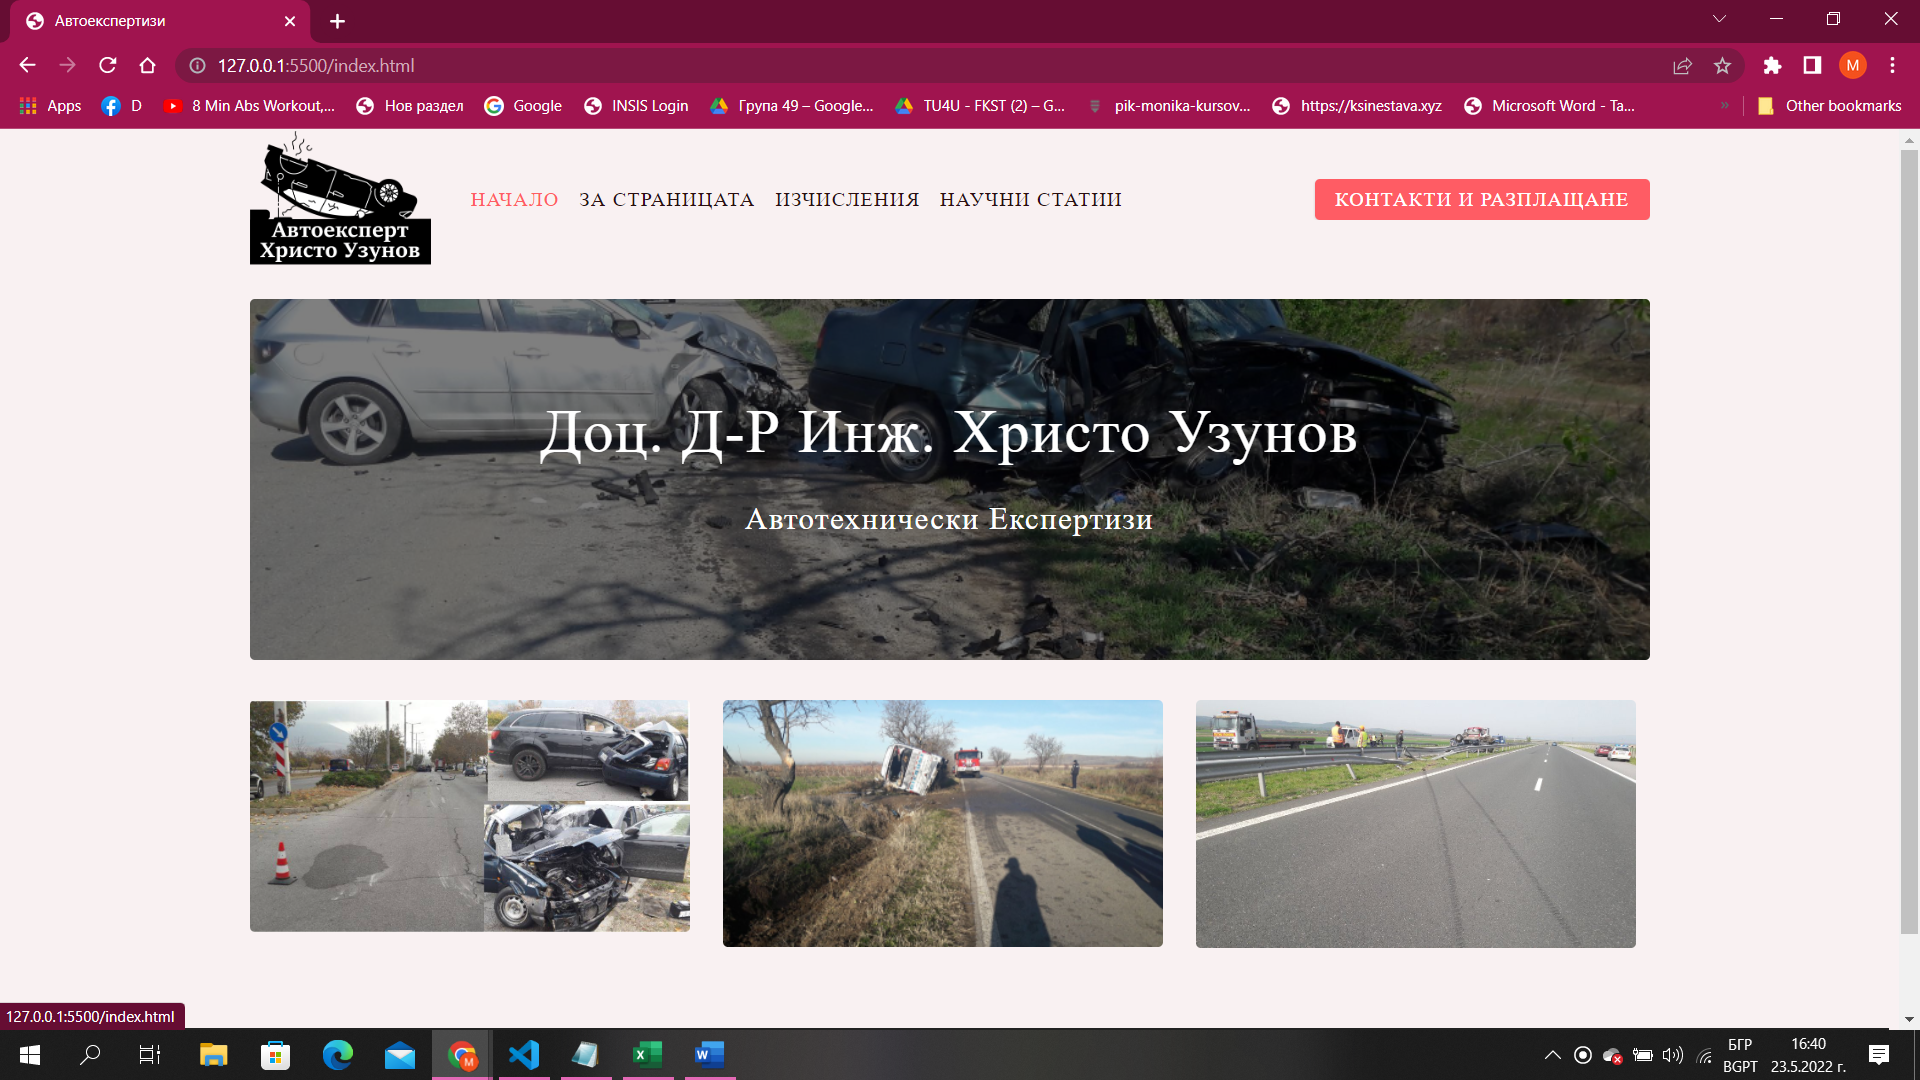 Автоекспертизи
127.0.0.1:5500/index.html
M
Apps
D
8 Min Abs Workout,...
Нов раздел
Google
INSIS Login
Група 49 – Google...
TU4U - FKST (2) – G...
pik-monika-kursov...
https://ksinestava.xyz
Microsoft Word - Ta...
»
Other bookmarks
Автоексперт
Христо Узунов
НАЧАЛО
ЗА СТРАНИЦАТА
ИЗЧИСЛЕНИЯ
НАУЧНИ СТАТИИ
КОНТАКТИ И РАЗПЛАЩАНЕ
Доц. Д-Р Инж. Христо Узунов
Автотехнически Експертизи
127.0.0.1:5500/index.html
M
БГР
BGPT
16:40
23.5.2022 г.